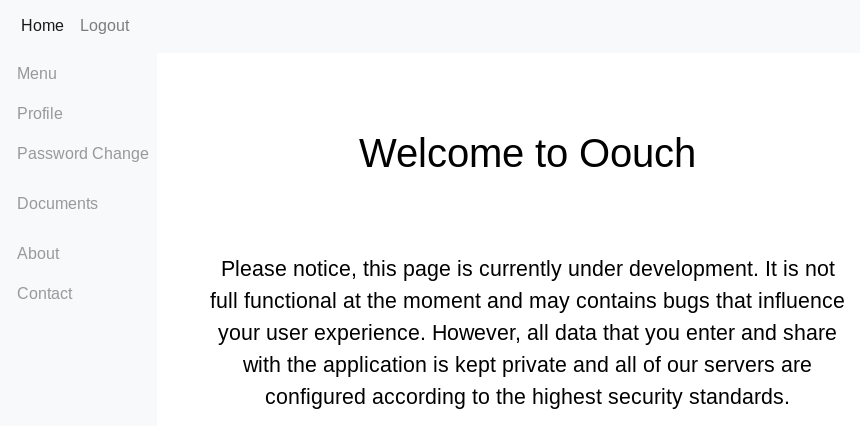 Home Logout
Menu
Profile
Password Change
Documents
About
Contact
Welcome to Oouch
Please notice, this page is currently under development. It is not
full functional at the moment and may contains bugs that influence
your user experience. However, all data that you enter and share
with the application is kept private and all of our servers are
configured according to the highest security standards.